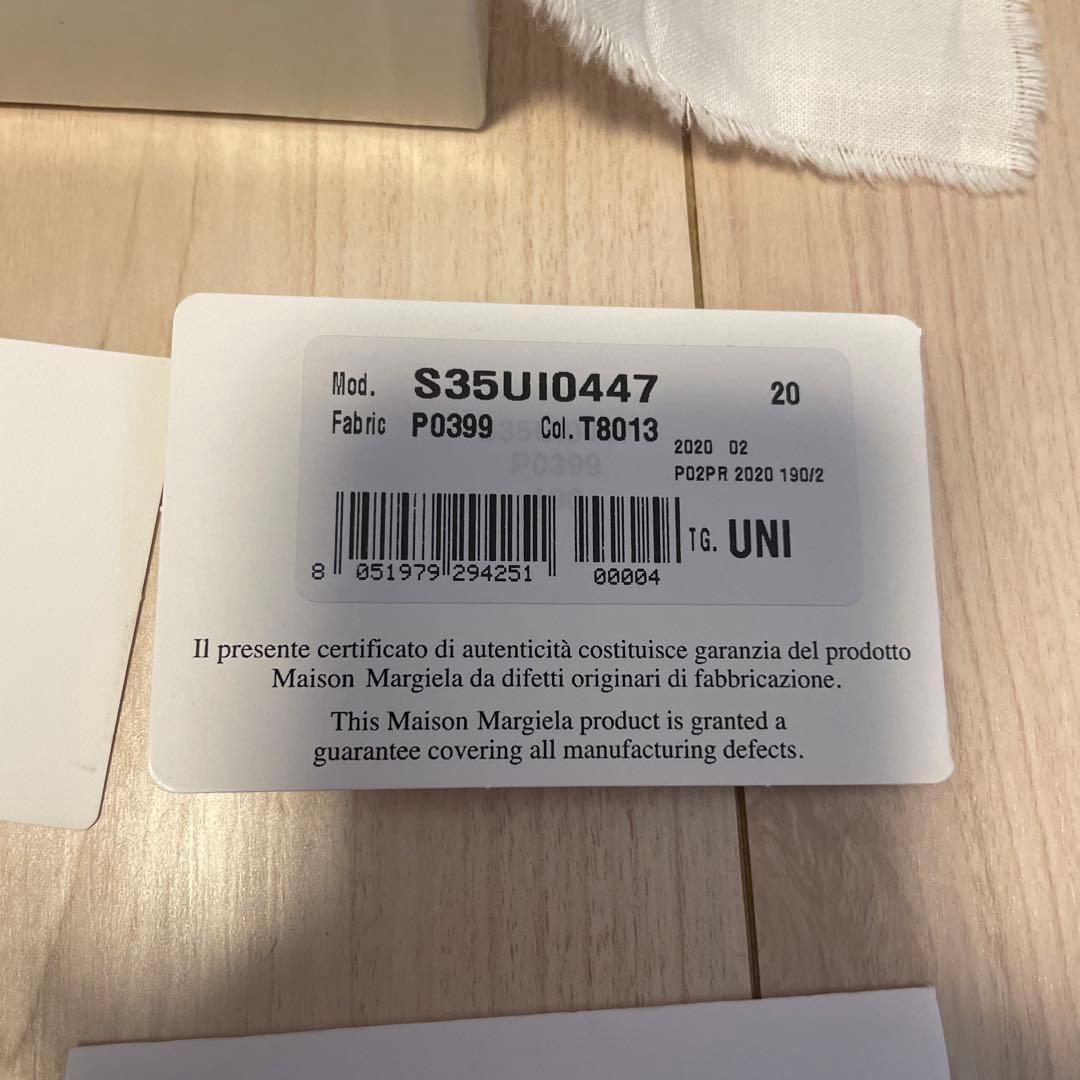 Mod. S35UI0447 20
Fabric P0399 Col. T8013
2020 02
P02PR 2020 190/2
TG. UNI
8 051979 294251 00004
Il presente certificato di autenticità costituisce garanzia del prodotto
Maison Margiela da difetti originari di fabbricazione.
This Maison Margiela product is granted a
guarantee covering all manufacturing defects.